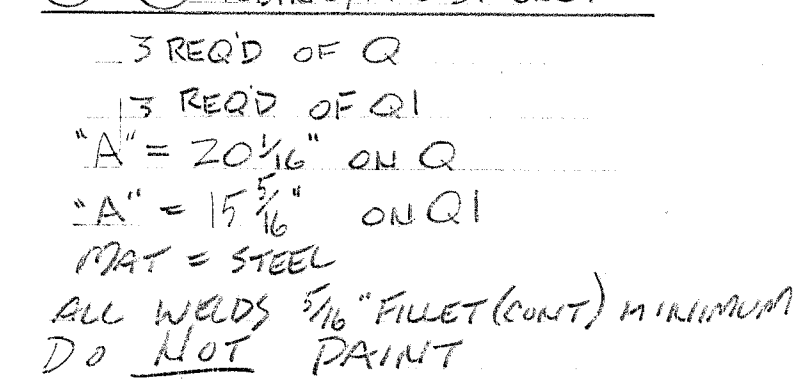 3 REQ'D OF Q
3 REQ'D OF Q1
"A" = 20 1/16" ON Q
"A" = 15 5/16" ON Q1
MAT = STEEL
ALL WELDS 5/16" FILLET (CONT) MINIMUM
DO NOT PAINT